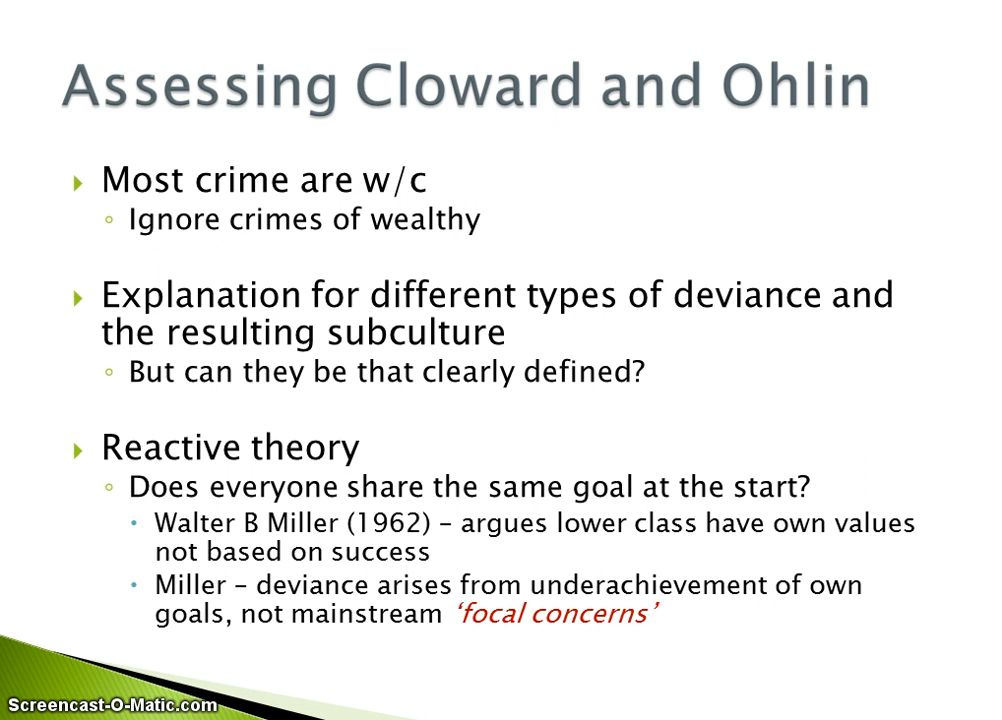 Assessing Cloward and Ohlin
Most crime are w/c
Ignore crimes of wealthy
Explanation for different types of deviance and
the resulting subculture
But can they be that clearly defined?
Reactive theory
Does everyone share the same goal at the start?
Walter B Miller (1962) – argues lower class have own values
not based on success
Miller – deviance arises from underachievement of own
goals, not mainstream ‘focal concerns’
Screencast-O-Matic.com